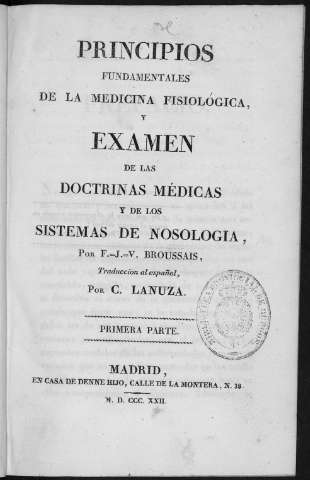 PRINCIPIOS
FUNDAMENTALES
DE LA MEDICINA FISIOLÓGICA,
Y
EXAMEN
DE LAS
DOCTRINAS MÉDICAS
Y DE LOS
SISTEMAS DE NOSOLOGIA,
POR F.-J.-V. BROUSSAIS,
Traduccion al español,
POR C. LANUZA.
PRIMERA PARTE.
MADRID,
EN CASA DE DENNE HIJO, CALLE DE LA MONTERA, N. 38
M. D. CCC. XXII.